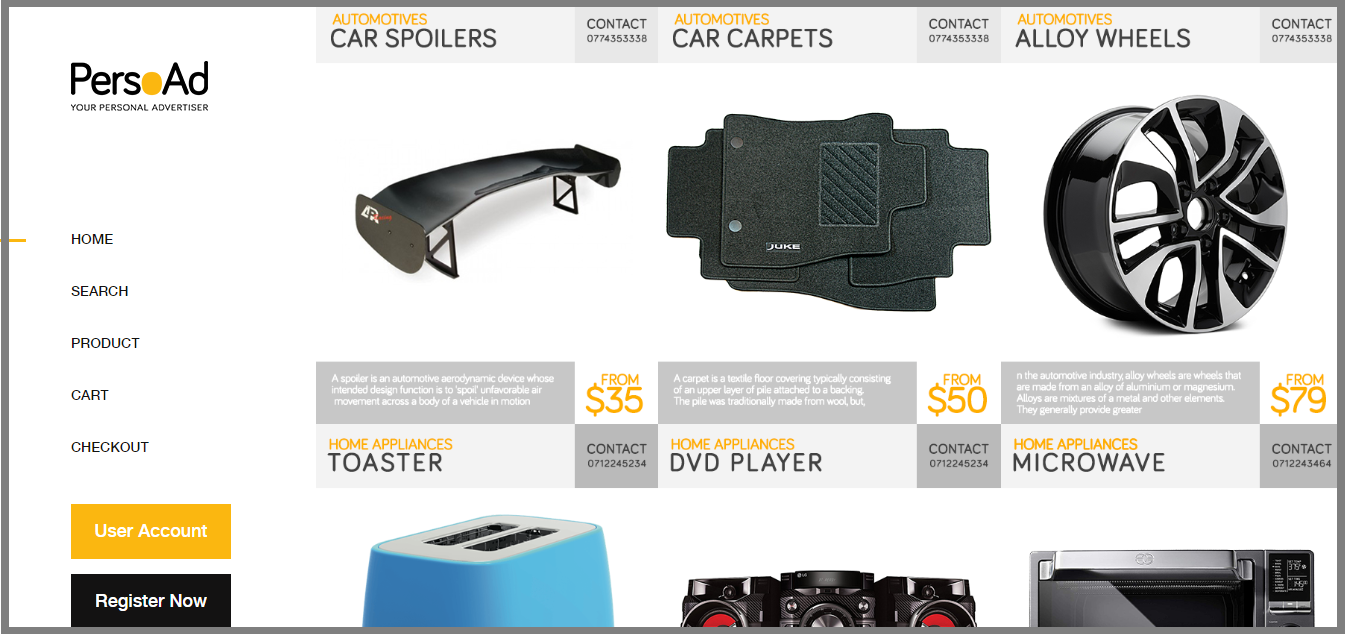 PersoAd
YOUR PERSONAL ADVERTISER
HOME
SEARCH
PRODUCT
CART
CHECKOUT
User Account
Register Now
AUTOMOTIVES
CAR SPOILERS
CONTACT
0774353338
A spoiler is an automotive aerodynamic device whose
intended design function is to 'spoil' unfavorable air
movement across a body of a vehicle in motion
FROM
$35
AUTOMOTIVES
CAR CARPETS
CONTACT
0774353338
JUKE
A carpet is a textile floor covering typically consisting
of an upper layer of pile attached to a backing.
The pile was traditionally made from wool, but,
FROM
$50
AUTOMOTIVES
ALLOY WHEELS
CONTACT
0774353338
n the automotive industry, alloy wheels are wheels that
are made from an alloy of aluminium or magnesium.
Alloys are mixtures of a metal and other elements.
They generally provide greater
FROM
$79
HOME APPLIANCES
TOASTER
CONTACT
0712245234
HOME APPLIANCES
DVD PLAYER
CONTACT
0712245234
LG
HOME APPLIANCES
MICROWAVE
CONTACT
0712243464